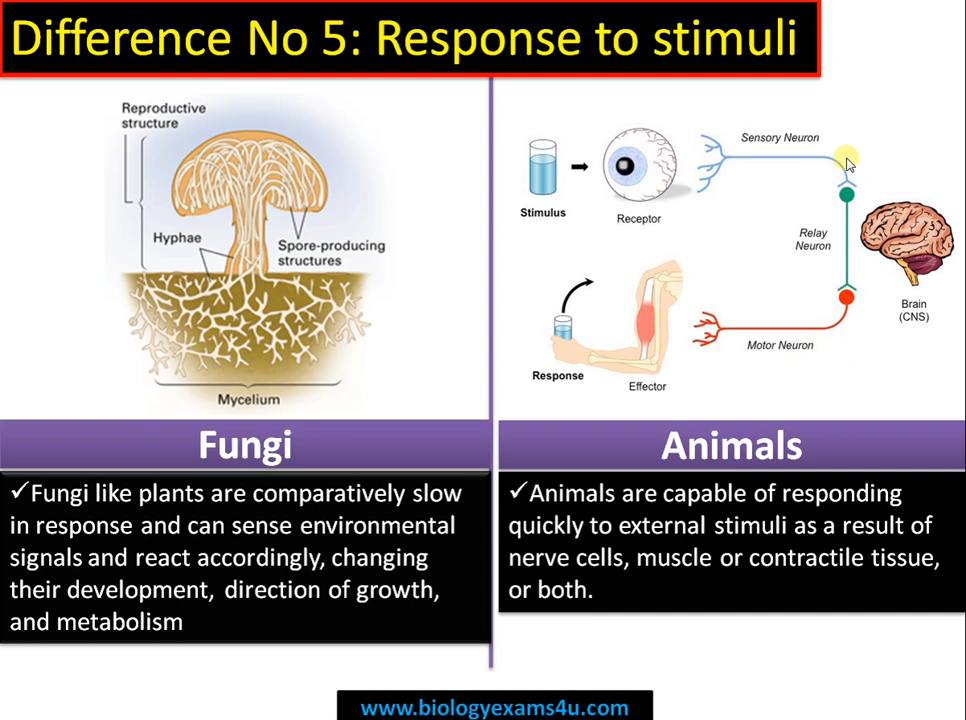 Difference No 5: Response to stimuli
Reproductive
structure
Hyphae
Spore-producing
structures
Mycelium
Stimulus
Receptor
Sensory Neuron
Relay
Neuron
Brain
(CNS)
Motor Neuron
Response
Effector
Fungi
✓Fungi like plants are comparatively slow
in response and can sense environmental
signals and react accordingly, changing
their development, direction of growth,
and metabolism
Animals
✓Animals are capable of responding
quickly to external stimuli as a result of
nerve cells, muscle or contractile tissue,
or both.
www.biologyexams4u.com